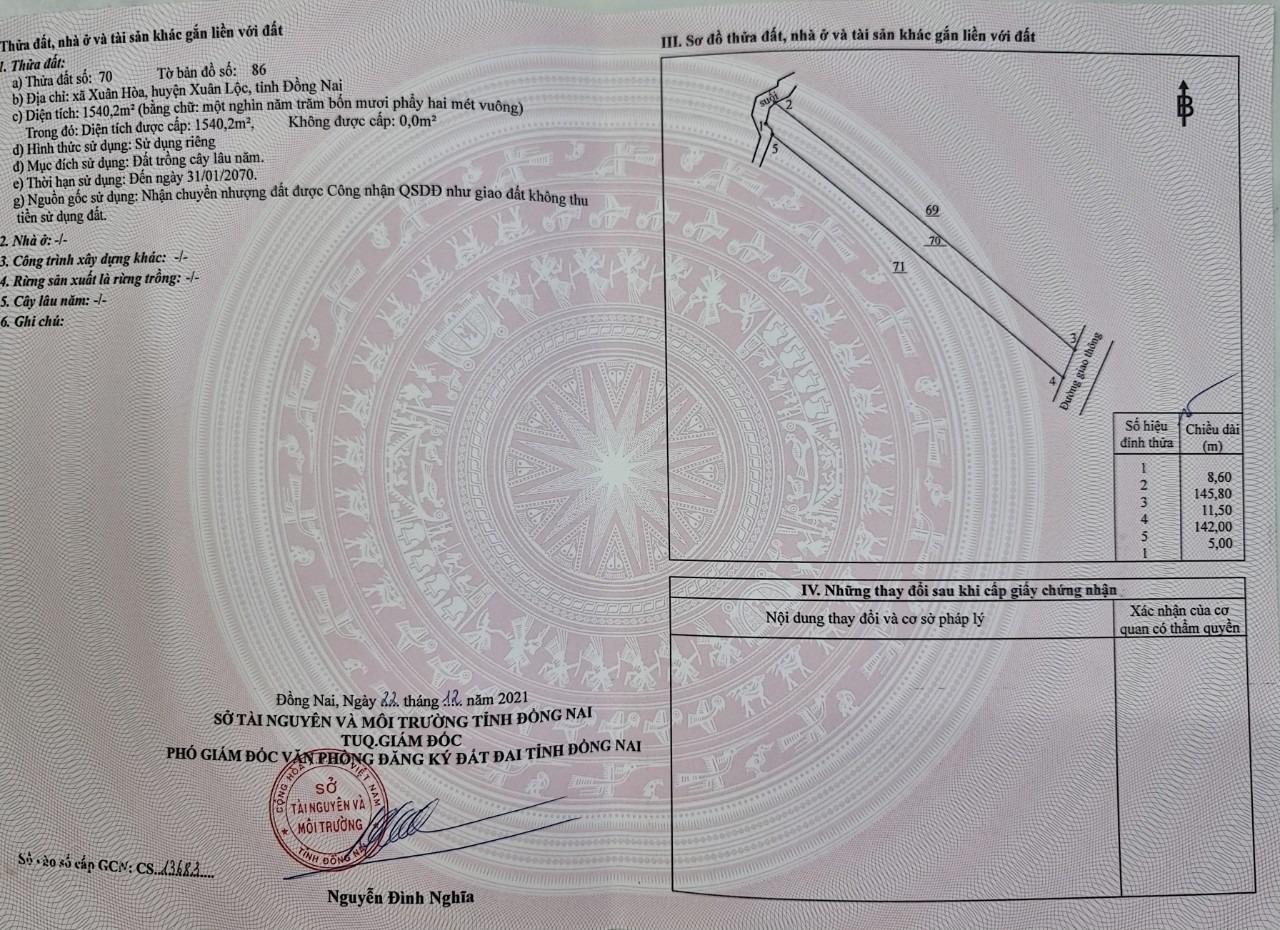 Thửa đất, nhà ở và tài sản khác gắn liền với đất
1. Thửa đất:
a) Thửa đất số: 70 Tờ bản đồ số: 86
b) Địa chỉ: xã Xuân Hòa, huyện Xuân Lộc, tỉnh Đồng Nai
c) Diện tích: 1540,2m² (bằng chữ: một nghìn năm trăm bốn mươi phẩy hai mét vuông)
Trong đó: Diện tích được cấp: 1540,2m², Không được cấp: 0,0m²
d) Hình thức sử dụng: Sử dụng riêng
đ) Mục đích sử dụng: Đất trồng cây lâu năm.
e) Thời hạn sử dụng: Đến ngày 31/01/2070.
g) Nguồn gốc sử dụng: Nhận chuyển nhượng đất được Công nhận QSDĐ như giao đất không thu
tiền sử dụng đất.
2. Nhà ở: -/-
3. Công trình xây dựng khác: -/-
4. Rừng sản xuất là rừng trồng: -/-
5. Cây lâu năm: -/-
6. Ghi chú:
Đồng Nai, Ngày 22 tháng 12 năm 2021
SỞ TÀI NGUYÊN VÀ MÔI TRƯỜNG TỈNH ĐỒNG NAI
TUQ.GIÁM ĐỐC
PHÓ GIÁM ĐỐC VĂN PHÒNG ĐĂNG KÝ ĐẤT ĐAI TỈNH ĐỒNG NAI
CỘNG HÒA VIỆT NAM
SỞ
TÀI NGUYÊN VÀ
MÔI TRƯỜNG
TỈNH ĐỒNG NAI
Nguyễn Đình Nghĩa
Số vào sổ cấp GCN: CS..13683....
III. Sơ đồ thửa đất, nhà ở và tài sản khác gắn liền với đất
B
suối
2
1
5
69
70
71
3
4
Đường giao thông
Số hiệu đỉnh thửa Chiều dài (m)
1
8,60
2
145,80
3
11,50
4
142,00
5
5,00
1
IV. Những thay đổi sau khi cấp giấy chứng nhận
Nội dung thay đổi và cơ sở pháp lý
Xác nhận của cơ
quan có thẩm quyền